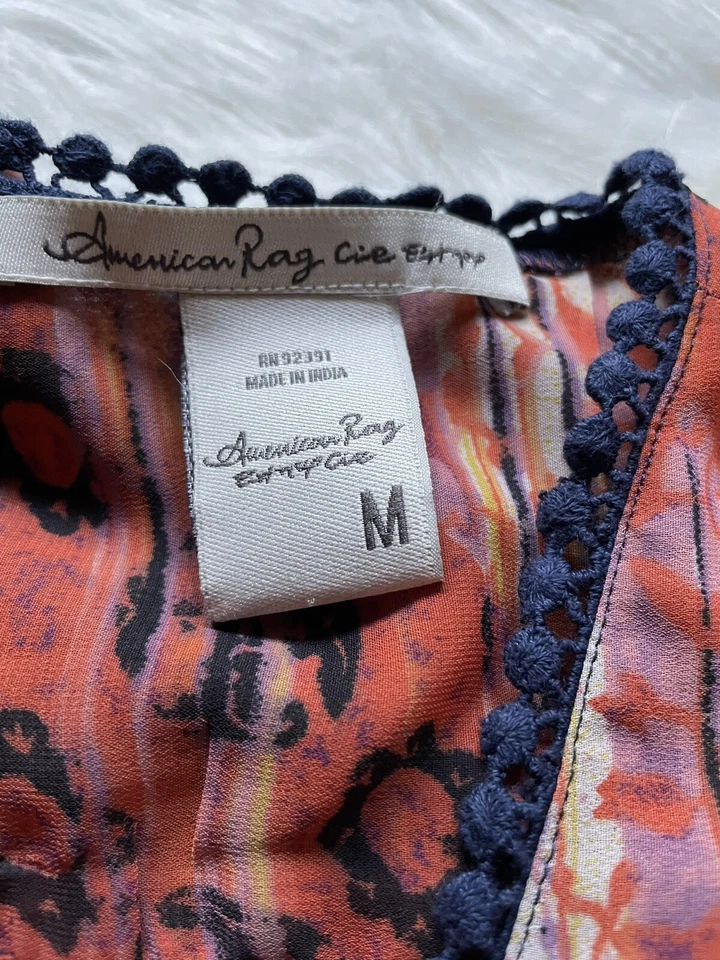 American Rag Cie
RN 92391
MADE IN INDIA
American Rag
Cie
M